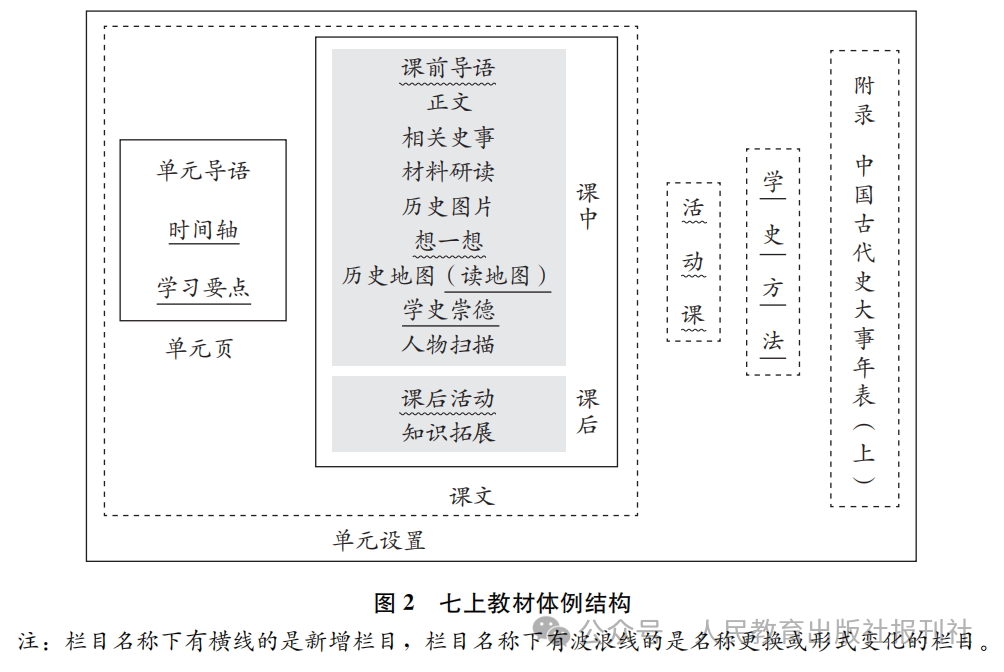 单元导语
时间轴
学习要点
单元页
课前导语
正文
相关史事
材料研读
历史图片
想一想
历史地图（读地图）
学史崇德
人物扫描
课中
课后活动
知识拓展
课后
课文
单元设置
活动课
学史方法
附录 中国古代史大事年表（上）
图 2 七上教材体例结构
注：栏目名称下有横线的是新增栏目，栏目名称下有波浪线的是名称更换或形式变化的栏目。
公众号 人民教育出版社报刊社